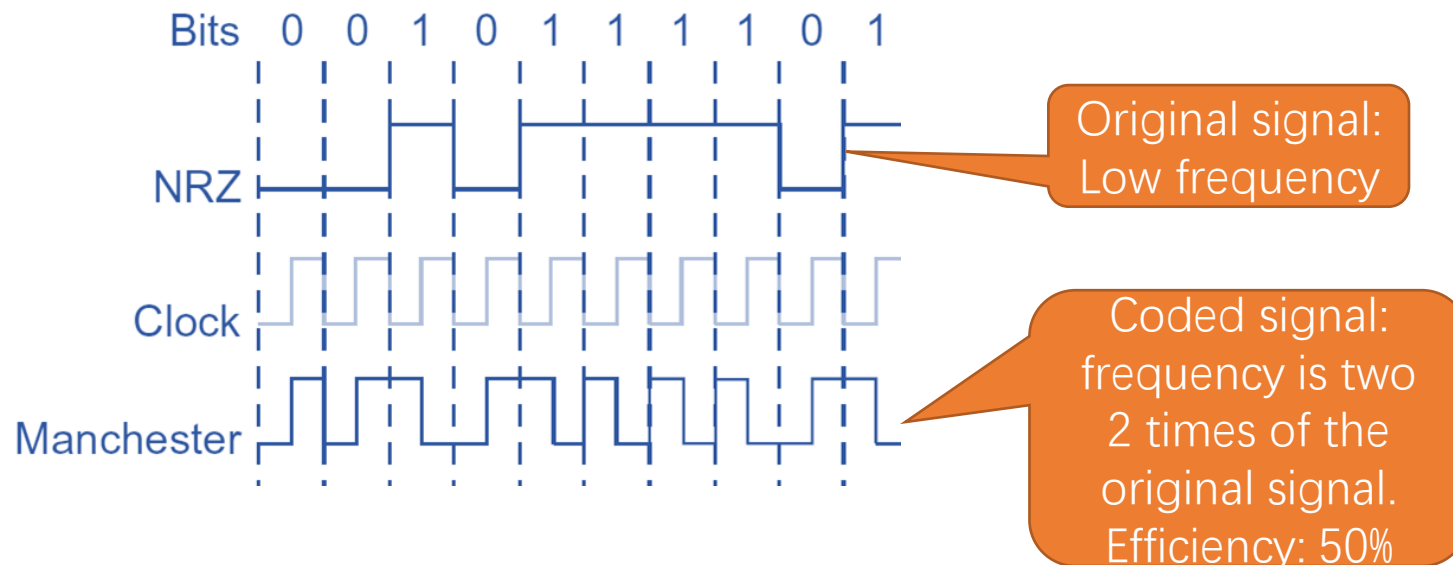 Bits 0 0 1 0 1 1 1 1 0 1
NRZ
Original signal:
Low frequency
Clock
Manchester
Coded signal:
frequency is two
2 times of the
original signal.
Efficiency: 50%